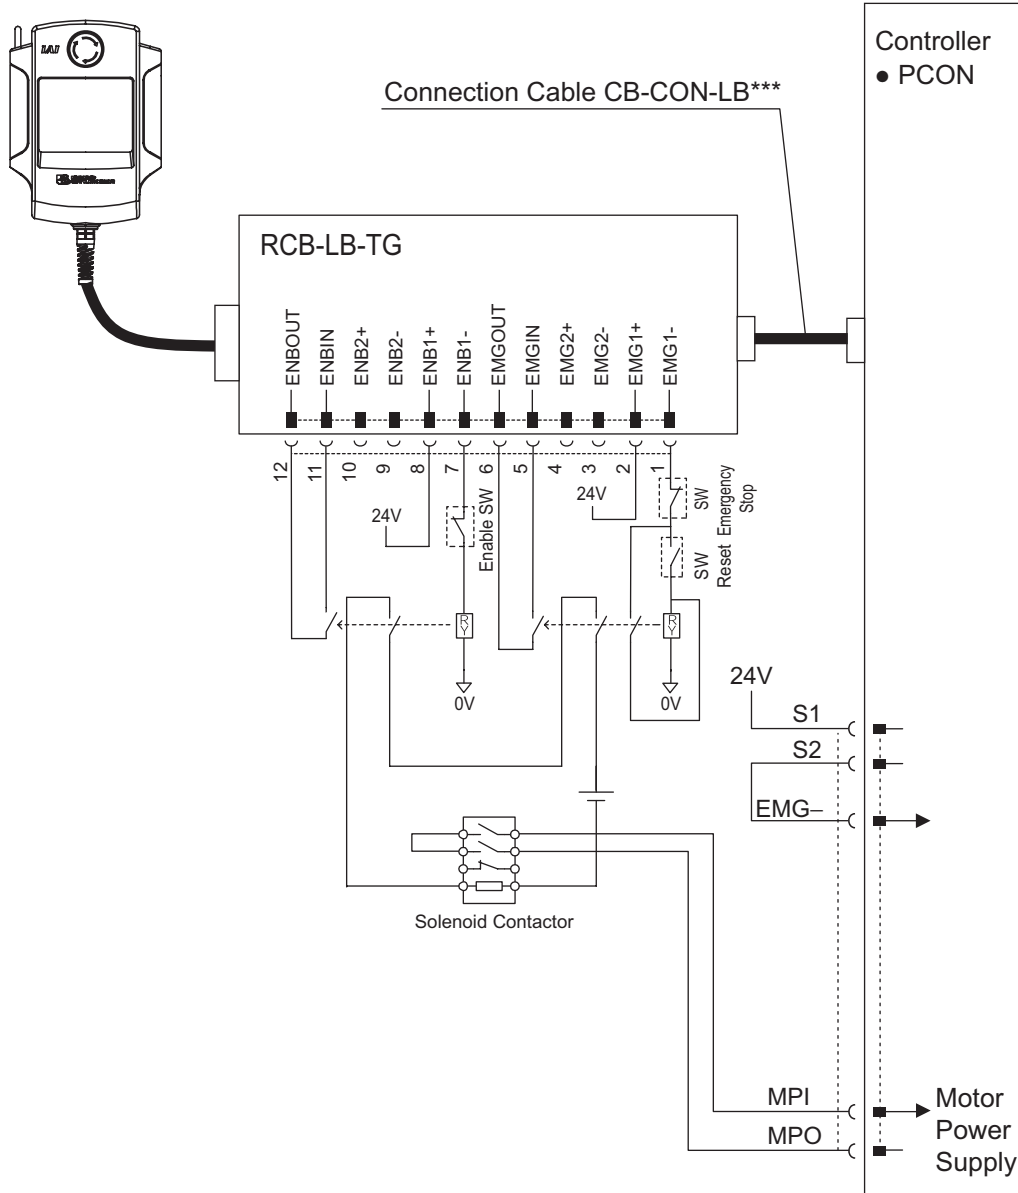 Controller
● PCON
IAI
Connection Cable CB-CON-LB***
RCB-LB-TG
ENBOUT
ENBIN
ENB2+
ENB2-
ENB1+
ENB1-
EMGOUT
EMGIN
EMG2+
EMG2-
EMG1+
EMG1-
12
11
10
9
8
7
6
5
4
3
2
1
24V
Enable SW
24V
Emergency
Stop
SW
Reset
SW
RY
RY
0V
0V
24V
S1
S2
EMG–
Solenoid Contactor
MPI
MPO
Motor
Power
Supply